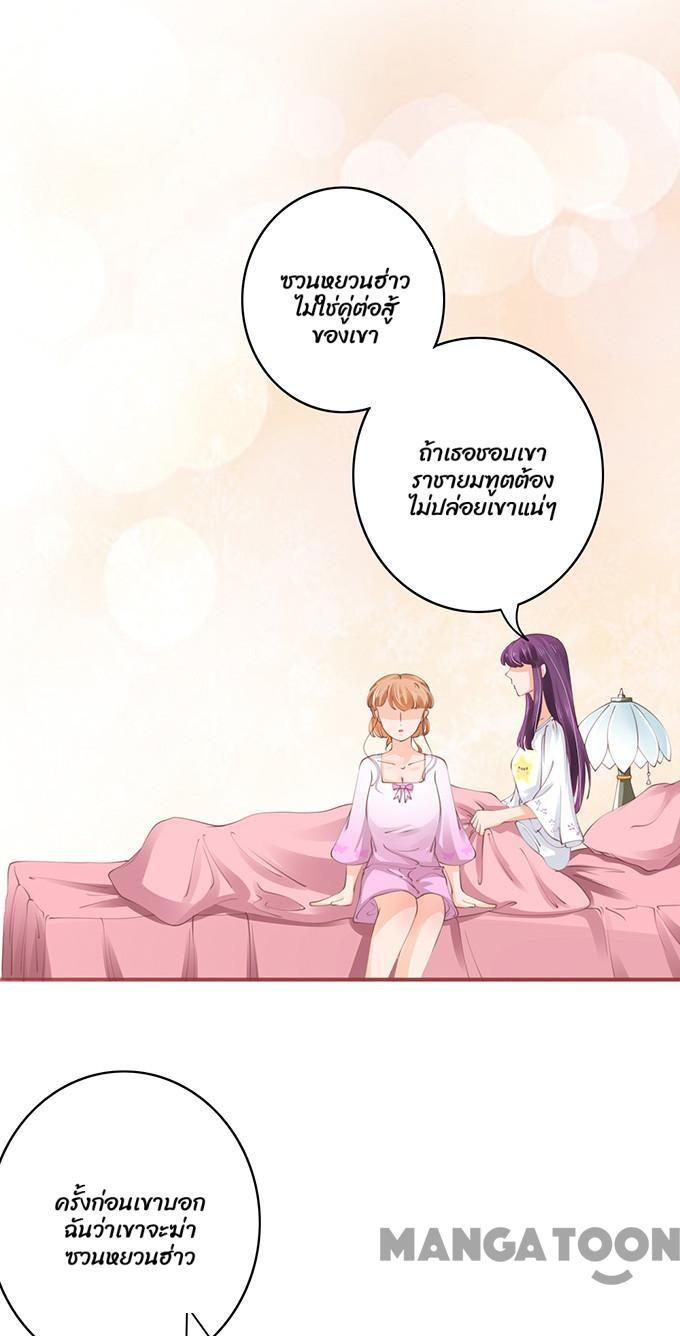 ซวนหยวนฮ่าว
ไม่ใช่คู่ต่อสู้
ของเขา
ถ้าเธอชอบเขา
ราชายมทูตต้อง
ไม่ปล่อยเขาแน่ๆ
ครั้งก่อนเขาบอก
ฉันว่าเขาจะฆ่า
ซวนหยวนฮ่าว
MANGATOON